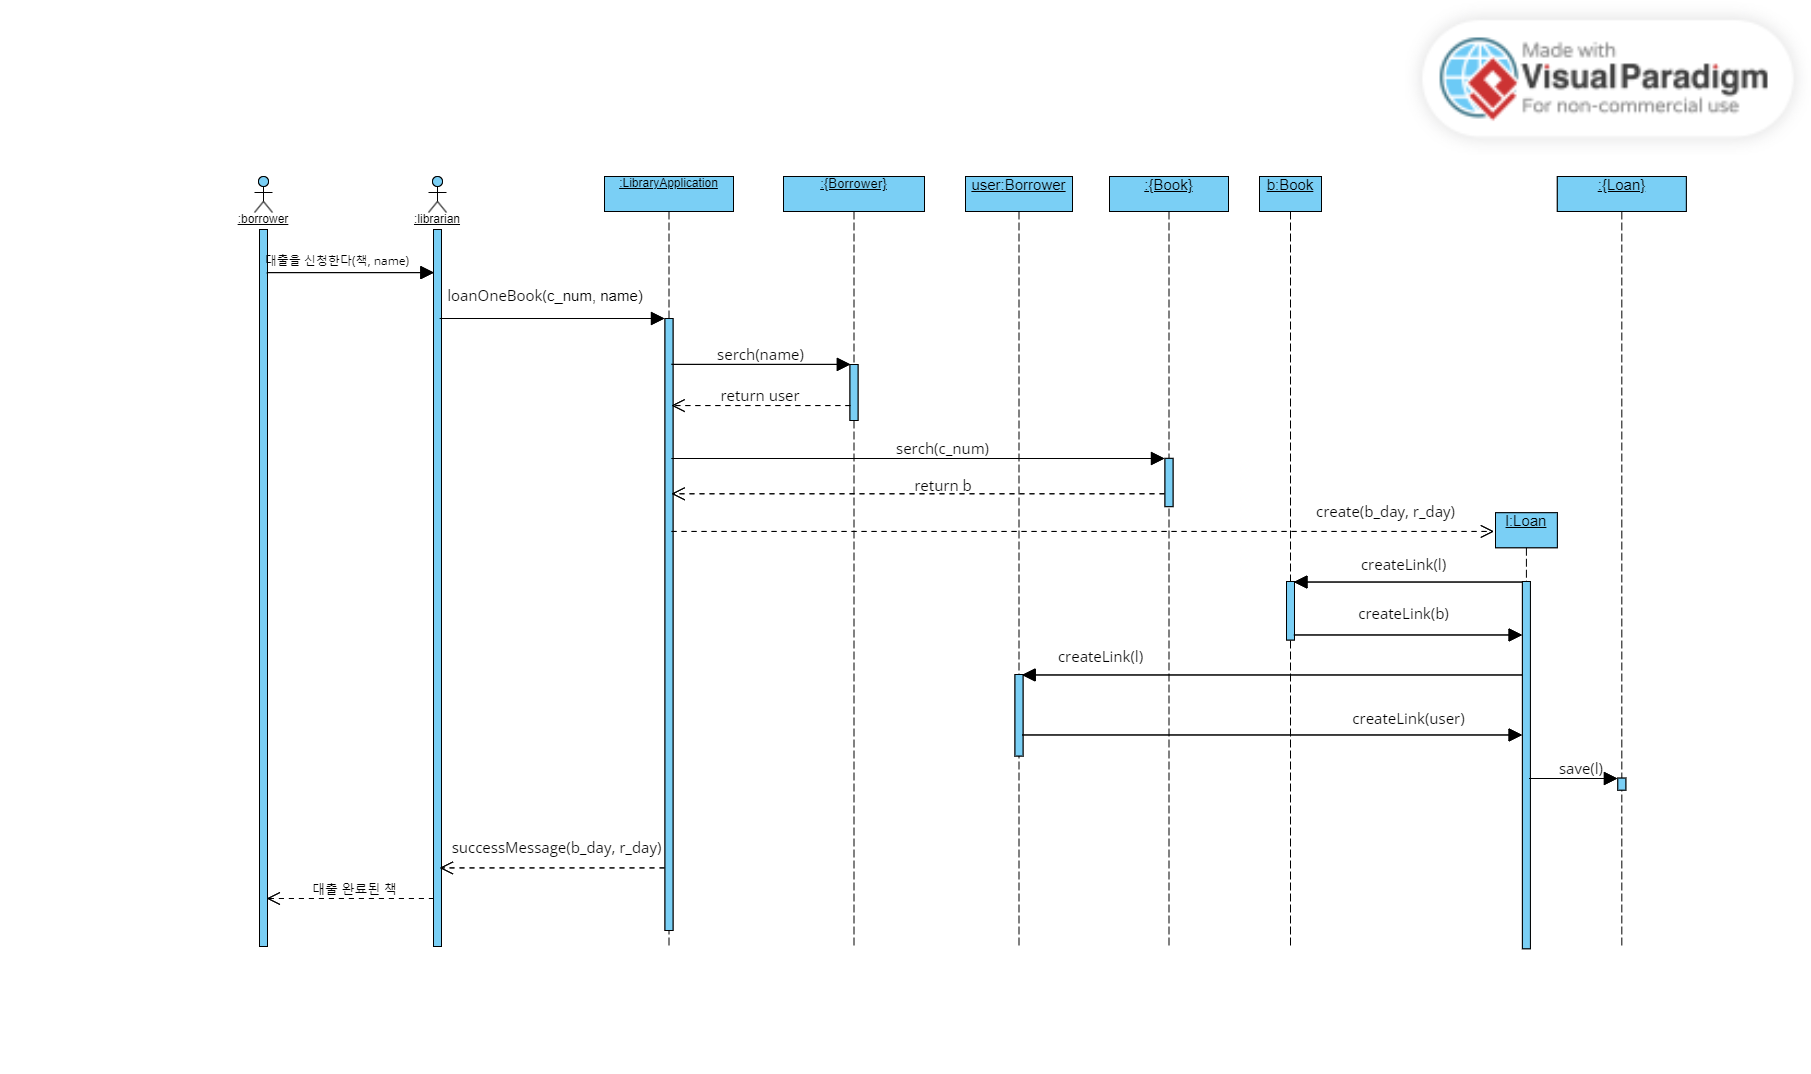 Made with
Visual Paradigm
For non-commercial use
:borrower
:librarian
:LibraryApplication
:{Borrower}
user:Borrower
:{Book}
b:Book
:{Loan}
대출을 신청한다(책, name)
loanOneBook(c_num, name)
serch(name)
return user
serch(c_num)
return b
create(b_day, r_day)
l:Loan
createLink(l)
createLink(b)
createLink(l)
createLink(user)
save(l)
successMessage(b_day, r_day)
대출 완료된 책